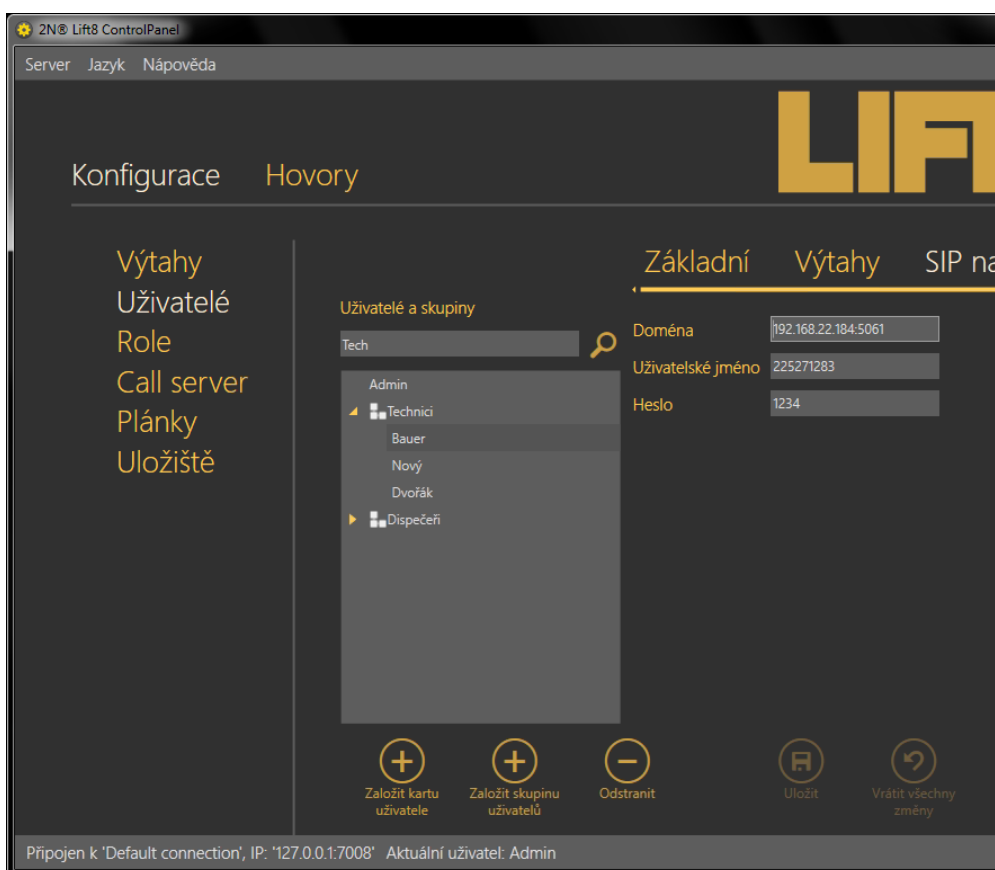 2N® Lift8 ControlPanel
Server Jazyk Nápověda
LIF
Konfigurace Hovory
Výtahy
Uživatelé
Role
Call server
Plánky
Uložiště
Základní Výtahy SIP na
Uživatelé a skupiny
Tech
Admin
Technici
Bauer
Nový
Dvořák
Dispečeři
Doména 192.168.22.184:5061
Uživatelské jméno 225271283
Heslo 1234
Založit kartu
uživatele
Založit skupinu
uživatelů
Odstranit
Uložit
Vrátit všechny
změny
Připojen k 'Default connection', IP: '127.0.0.1:7008' Aktuální uživatel: Admin